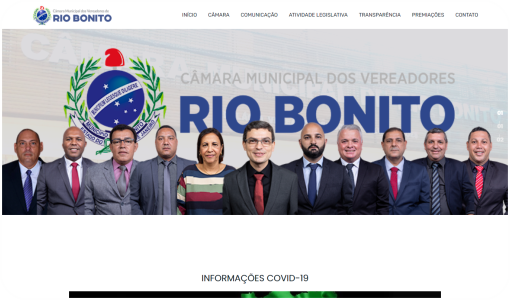 Câmara Municipal dos Vereadores de
RIO BONITO
INÍCIO CÂMARA COMUNICAÇÃO ATIVIDADE LEGISLATIVA TRANSPARÊNCIA PREMIAÇÕES CONTATO
CÂMARA MUNICIPAL DOS VEREADORES
RIO BONITO
INFORMAÇÕES COVID-19